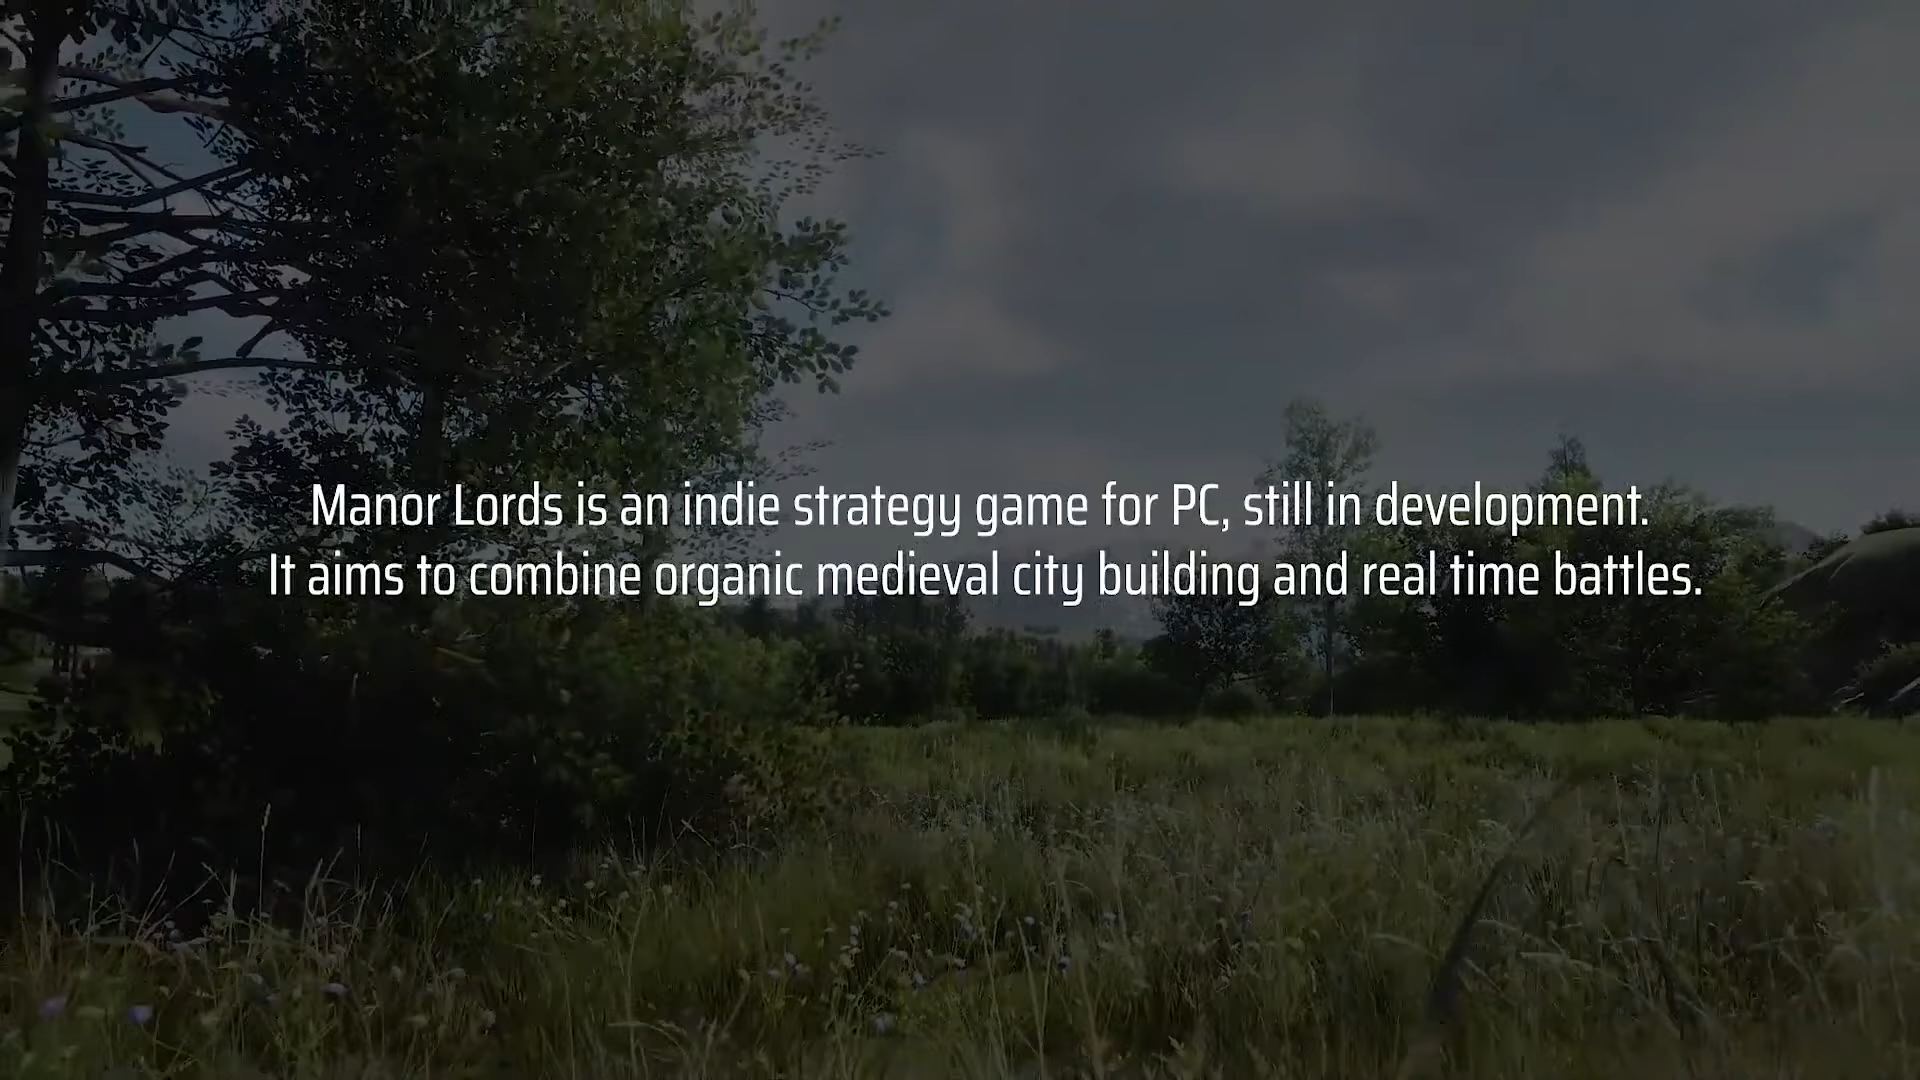 Manor Lords is an indie strategy game for PC, still in development.
It aims to combine organic medieval city building and real time battles.